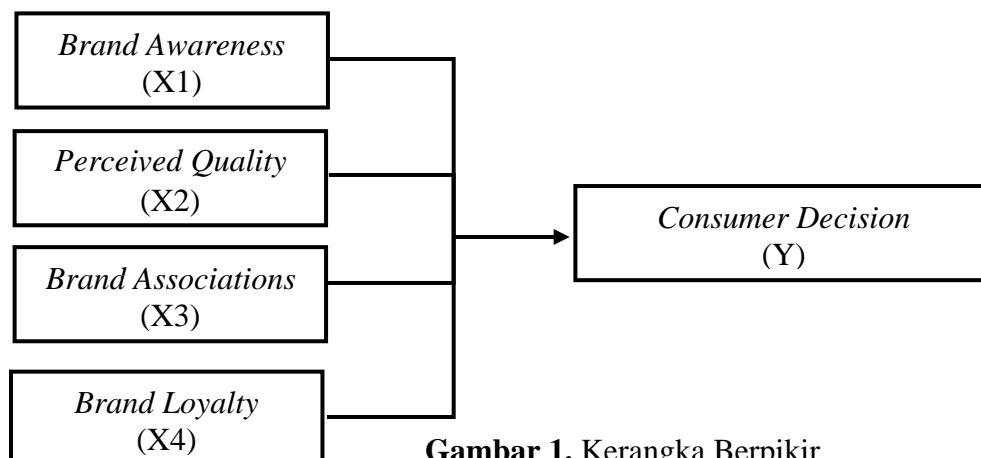 Brand Awareness
(X1)
Perceived Quality
(X2)
Brand Associations
(X3)
Brand Loyalty
(X4)
Consumer Decision
(Y)
Gambar 1. Kerangka Berpikir